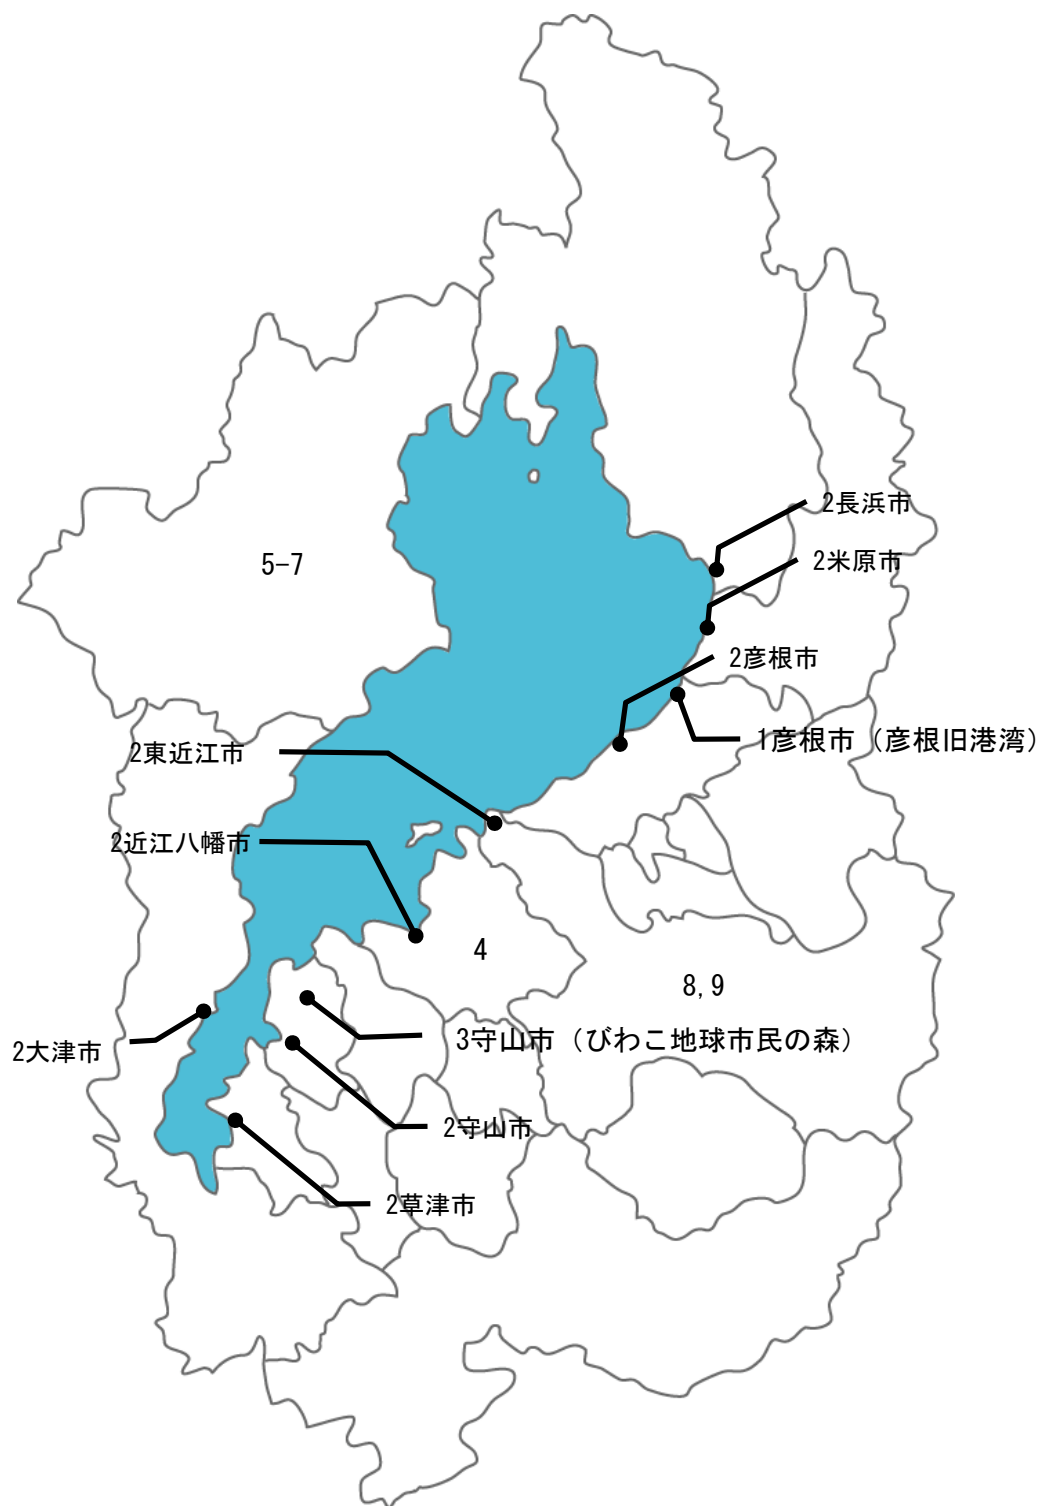 2長浜市
5-7
2米原市
2彦根市
1彦根市（彦根旧港湾）
2東近江市
2近江八幡市
4
8,9
3守山市（びわこ地球市民の森）
2大津市
2守山市
2草津市